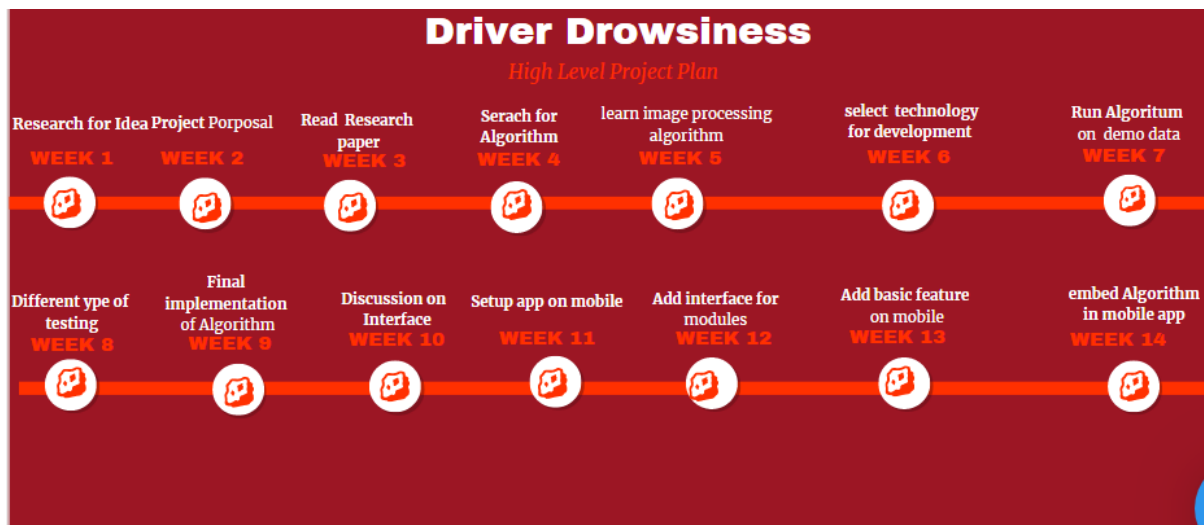 Driver Drowsiness
High Level Project Plan
Research for Idea
WEEK 1
Project Porposal
WEEK 2
Read Research
paper
WEEK 3
Serach for
Algorithm
WEEK 4
learn image processing
algorithm
WEEK 5
select technology
for development
WEEK 6
Run Algoritum
on demo data
WEEK 7
Different ype of
testing
WEEK 8
Final
implementation
of Algorithm
WEEK 9
Discussion on
Interface
WEEK 10
Setup app on mobile
WEEK 11
Add interface for
modules
WEEK 12
Add basic feature
on mobile
WEEK 13
embed Algorithm
in mobile app
WEEK 14